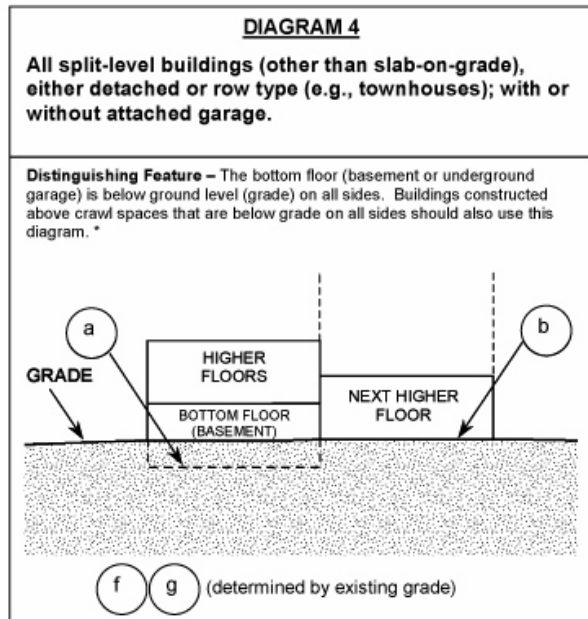 DIAGRAM 4
All split-level buildings (other than slab-on-grade),
either detached or row type (e.g., townhouses); with or
without attached garage.
Distinguishing Feature – The bottom floor (basement or underground
garage) is below ground level (grade) on all sides.  Buildings constructed
above crawl spaces that are below grade on all sides should also use this
diagram. *
a
b
HIGHER
FLOORS
GRADE
NEXT HIGHER
FLOOR
BOTTOM FLOOR
(BASEMENT)
f g (determined by existing grade)